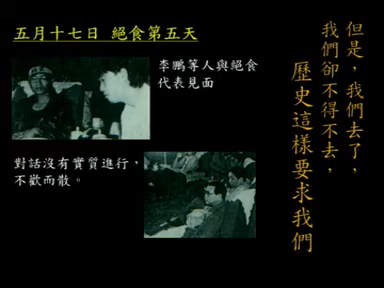 五月十七日 絕食第五天
李鵬等人與絕食
代表見面
對話沒有實質進行，
不歡而散。
但是，我們去了，
我們卻不得不去，
歷史這樣要求我們